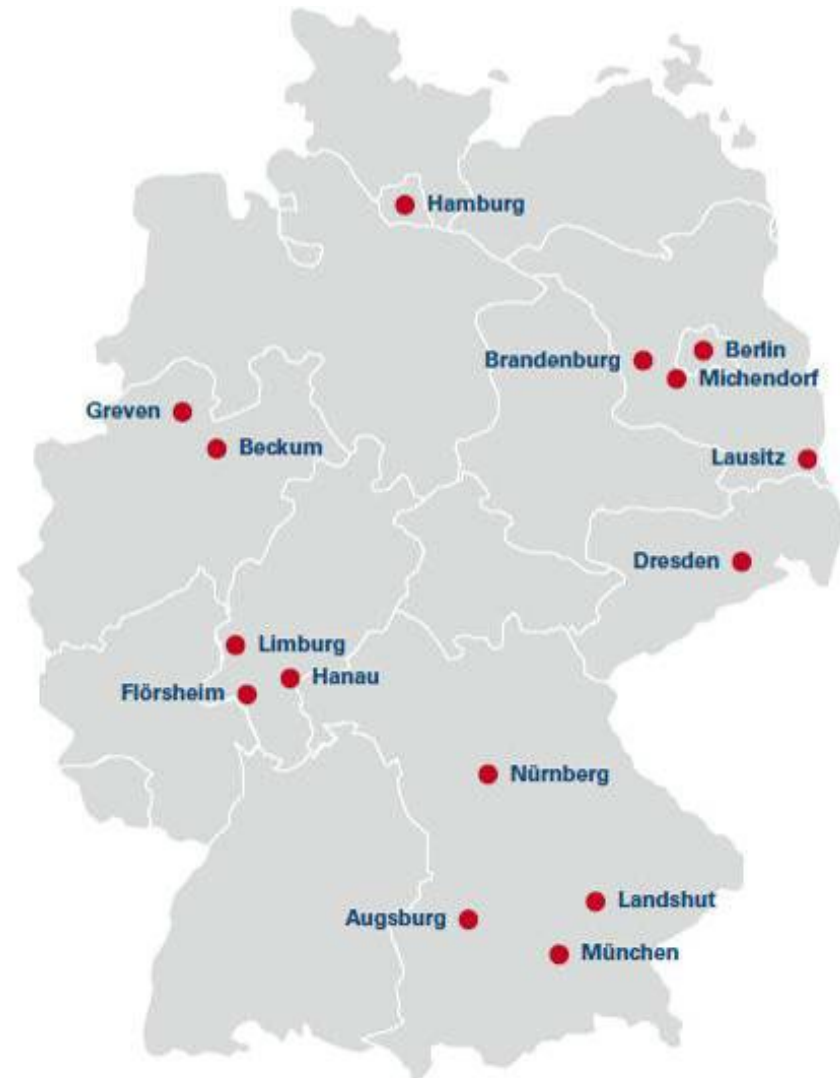 Hamburg
Berlin
Brandenburg
Michendorf
Greven
Beckum
Lausitz
Dresden
Limburg
Hanau
Flörsheim
Nürnberg
Landshut
Augsburg
München